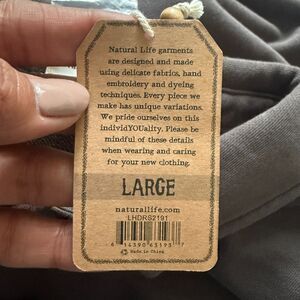 Natural Life garments
are designed and made
using delicate fabrics, hand
embroidery and dyeing
techniques. Every piece we
make has unique variations.
We pride ourselves on this
individYOUality. Please be
mindful of these details
when wearing and caring
for your new clothing.
LARGE
naturallife.com
LHDRS2191
Made in China